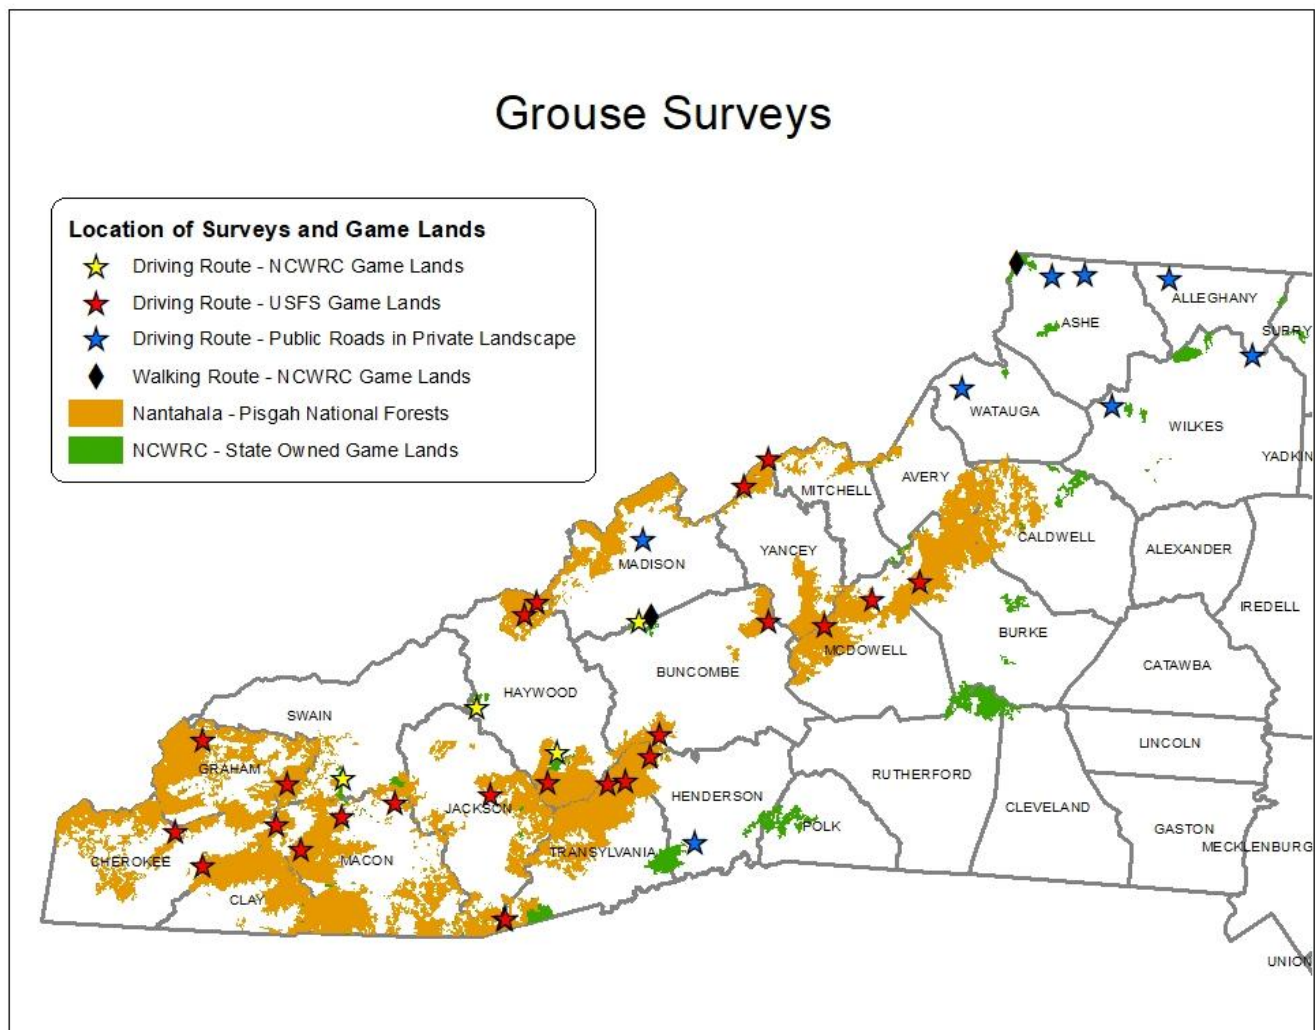 Grouse Surveys
Location of Surveys and Game Lands
Driving Route - NCWRC Game Lands
Driving Route - USFS Game Lands
Driving Route - Public Roads in Private Landscape
Walking Route - NCWRC Game Lands
Nantahala - Pisgah National Forests
NCWRC - State Owned Game Lands
ALLEGHANY
ASHE
SURRY
WATAUGA
WILKES
YADKIN
AVERY
MITCHELL
CALDWELL
ALEXANDER
YANCEY
MADISON
IREDELL
BURKE
MCDOWELL
CATAWBA
BUNCOMBE
HAYWOOD
SWAIN
LINCOLN
GRAHAM
RUTHERFORD
HENDERSON
JACKSON
CLEVELAND
POLK
GASTON
MECKLENBURG
TRANSYLVANIA
MACON
CHEROKEE
CLAY
UNION